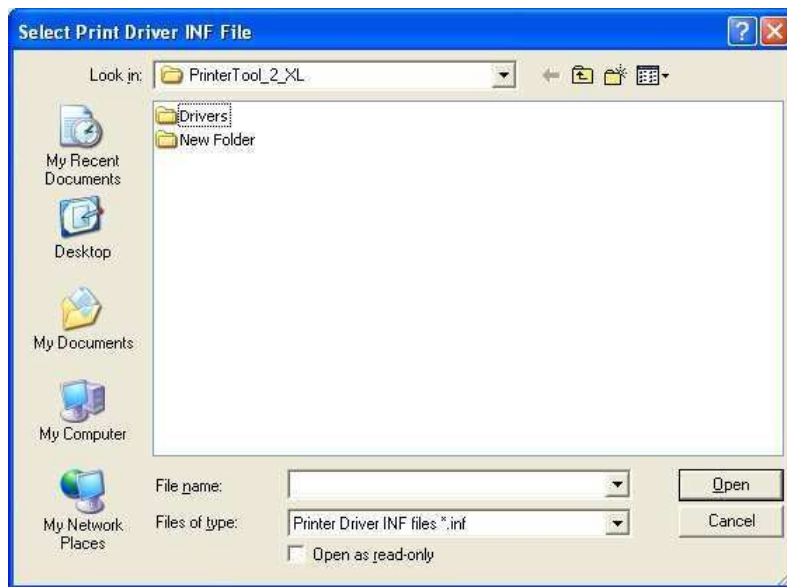 Select Print Driver INF File
Look in: PrinterTool_2_XL
Drivers
New Folder
My Recent
Documents
Desktop
My Documents
My Computer
My Network
Places
File name:
Open
Files of type: Printer Driver INF files *.inf
Cancel
Open as read-only